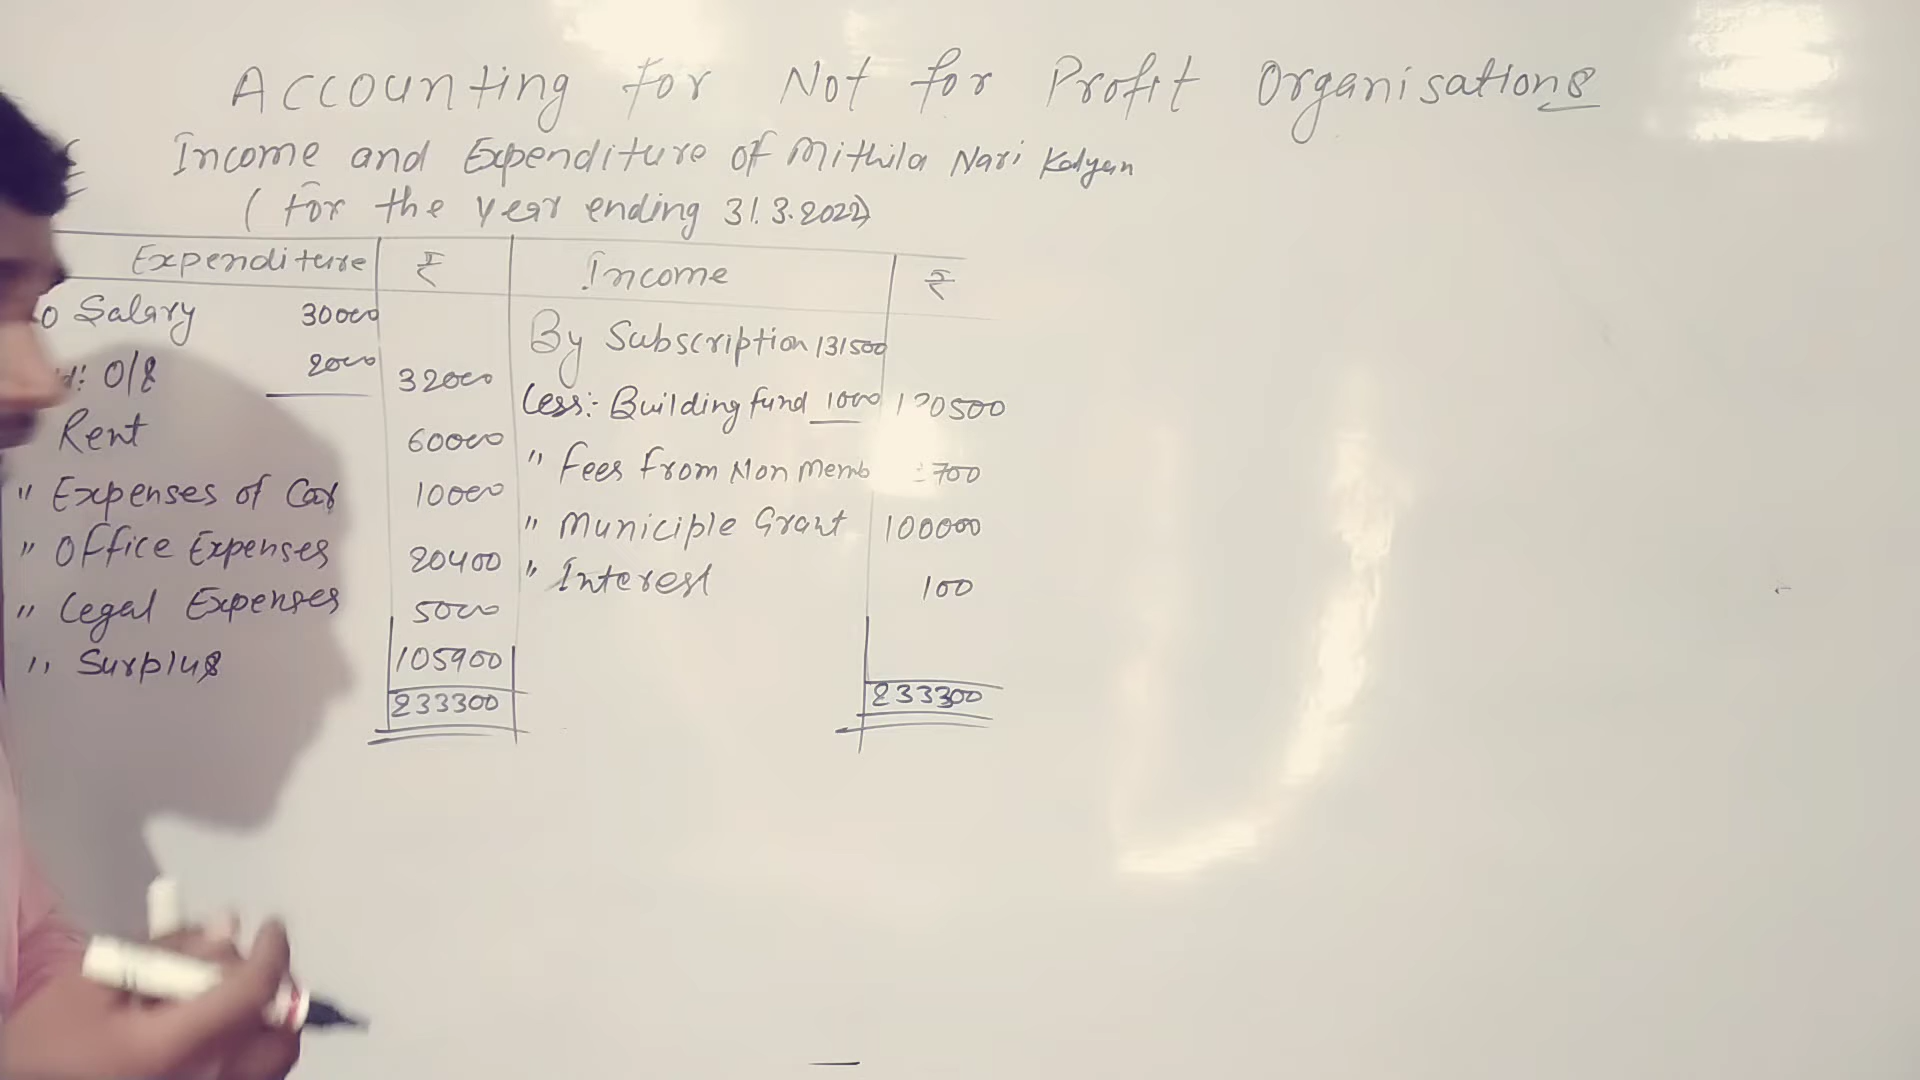 Accounting for Not for Profit Organisations
Income and Expenditure of Mithila Nari Kalyan
(For the year ending 31.3.2022)
Expenditure ₹ Income ₹
o Salary 30000
By Subscription 131500
d: O/s 2000 32000
Less:- Building fund 1000
Rent 60000
" Fees From Non Memb 700
" Expenses of Car 10000
" Municiple Grant 100000
" Office Expenses 20400
" Interest 100
" Legal Expenses 5000
" Surplus 105900
233300 233300